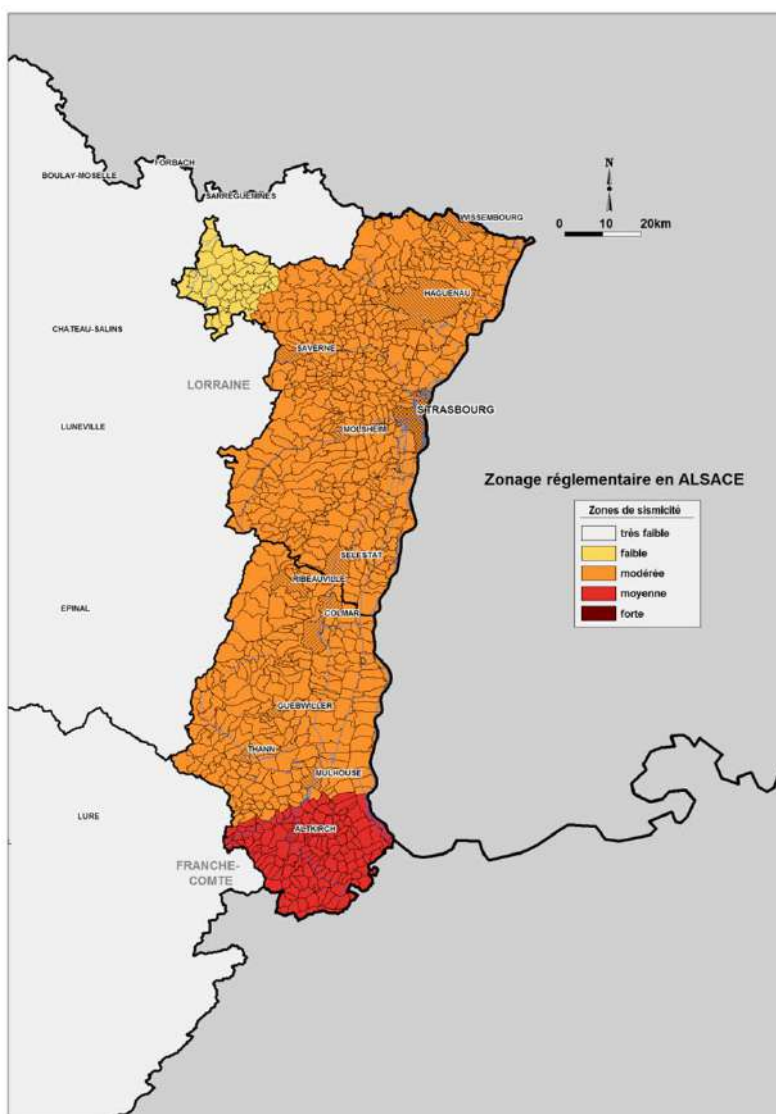 FORBACH
BOULAY-MOSELLE
SARREGUEMINES
N
WISSEMBOURG
0 10 20km
HAGUENAU
CHATEAU-SALINS
SAVERNE
LORRAINE
STRASBOURG
LUNEVILLE
MOLSHEIM
Zonage réglementaire en ALSACE
Zones de sismicité
très faible
faible
modérée
moyenne
forte
SELESTAT
RIBEAUVILLE
EPINAL
COLMAR
GUEBWILLER
THANN
MULHOUSE
LURE
ALTKIRCH
FRANCHE-
COMTE